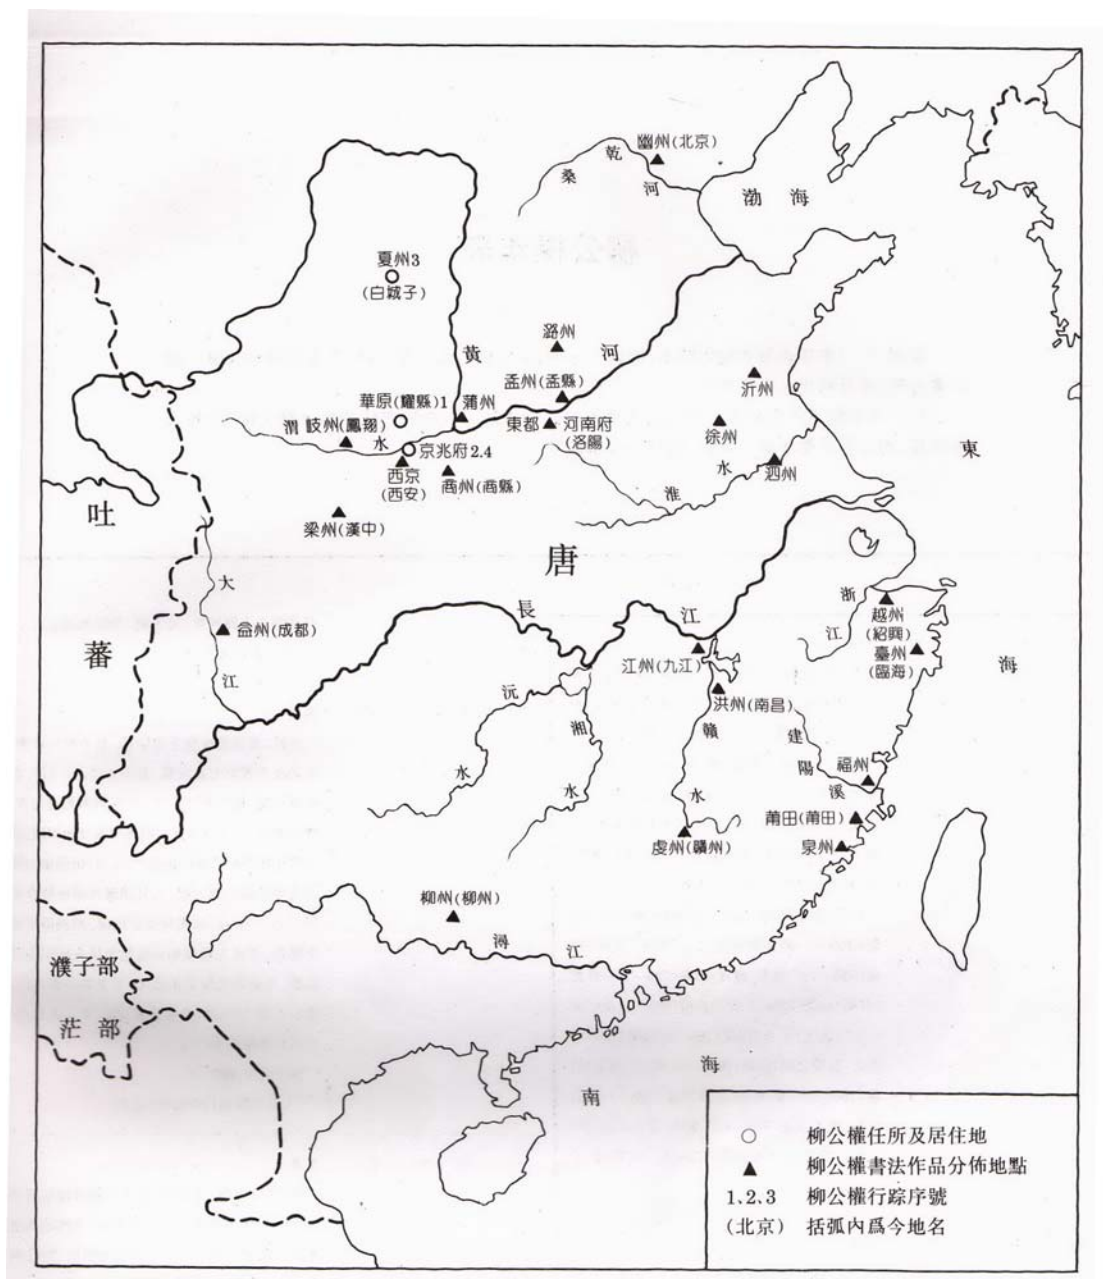 幽州(北京)
桑乾河
渤海
夏州3
(白城子)
黃河
潞州
孟州(孟縣)
沂州
華原(耀縣)1
蒲州
渭水
岐州(鳳翔)
東都
河南府
(洛陽)
徐州
京兆府2.4
西京
(西安)
商州(商縣)
泗州
淮水
梁州(漢中)
吐蕃
唐
東海
大江
益州(成都)
長江
浙江
越州
(紹興)
臺州
(臨海)
江州(九江)
洪州(南昌)
沅水
湘水
贛水
建陽溪
福州
莆田(莆田)
泉州
虔州(贛州)
柳州(柳州)
潯江
濮子部
茫部
南海
柳公權任所及居住地
柳公權書法作品分佈地點
1.2.3 柳公權行踪序號
(北京) 括弧內爲今地名